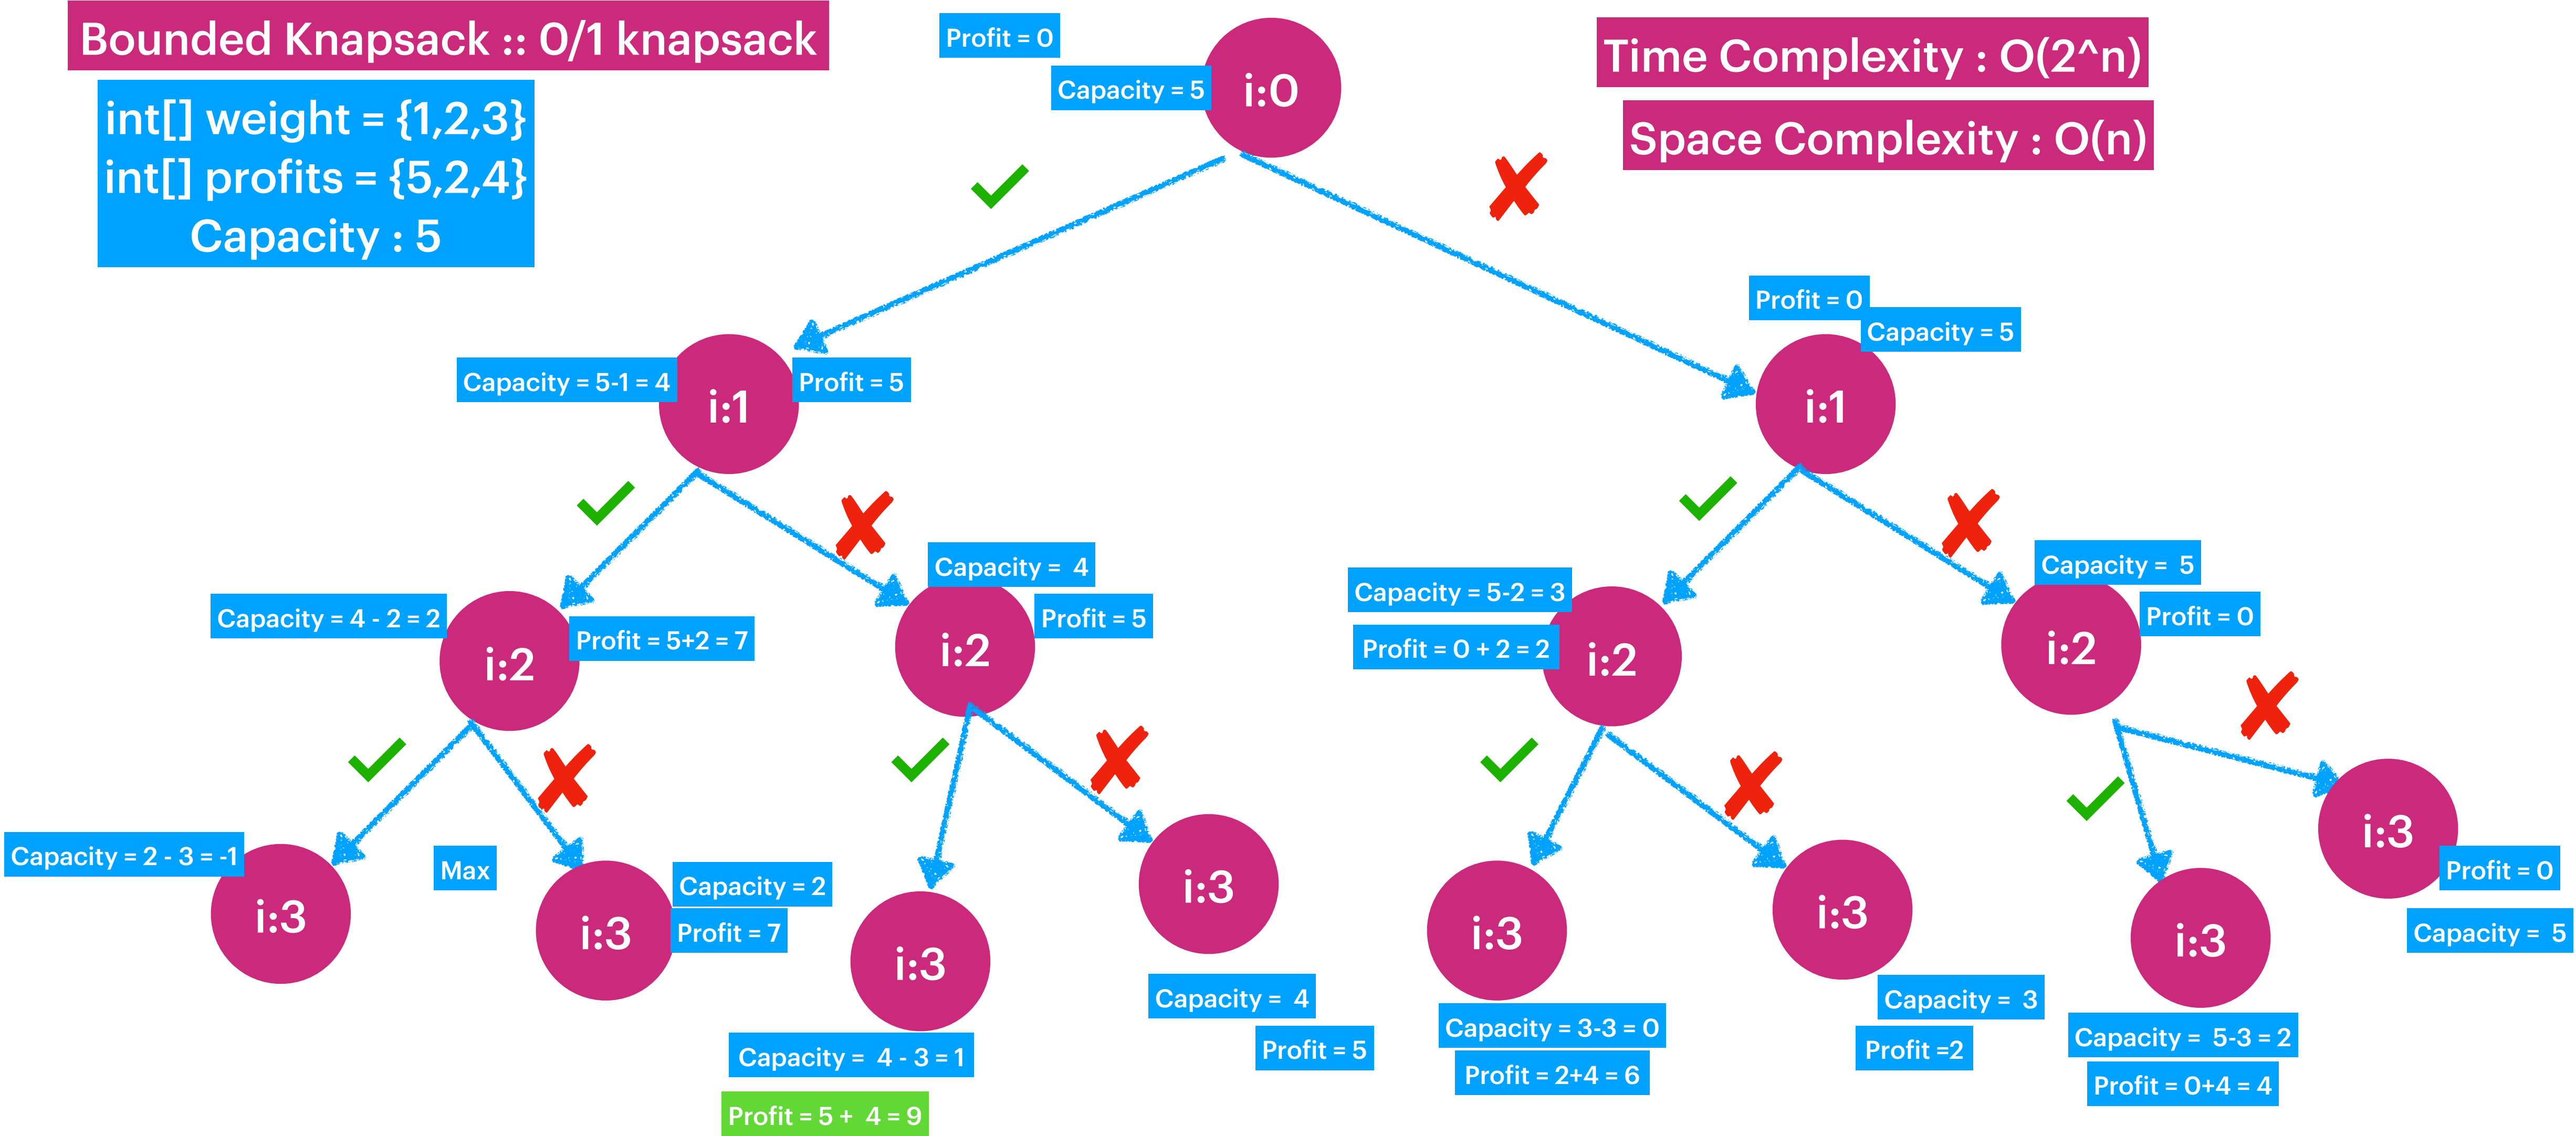 Bounded Knapsack :: 0/1 knapsack
int[] weight = {1,2,3}
int[] profits = {5,2,4}
Capacity : 5
Profit = 0
Capacity = 5
i:0
Time Complexity : O(2^n)
Space Complexity : O(n)
Capacity = 5-1 = 4
i:1
Profit = 5
Profit = 0
Capacity = 5
i:1
Capacity = 4 - 2 = 2
i:2
Profit = 5+2 = 7
Capacity = 4
Profit = 5
i:2
Capacity = 5-2 = 3
Profit = 0 + 2 = 2
i:2
Capacity = 5
Profit = 0
i:2
Capacity = 2 - 3 = -1
i:3
Max
i:3
Capacity = 2
Profit = 7
i:3
Capacity = 4 - 3 = 1
Profit = 5 + 4 = 9
i:3
Capacity = 4
Profit = 5
i:3
Capacity = 3-3 = 0
Profit = 2+4 = 6
i:3
Capacity = 3
Profit =2
i:3
Capacity = 5-3 = 2
Profit = 0+4 = 4
i:3
Profit = 0
Capacity = 5